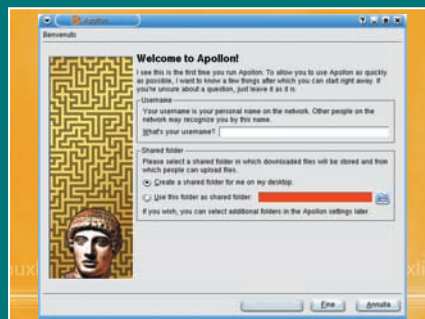 Apollon
Benvenuto
Welcome to Apollon!
I see this is the first time you run Apollon. To allow you to use Apollon as quickly
as possible, I want to know a few things after which you can start right away. If
you're unsure about a question, just leave it as it is.
Username
Your username is your personal name on the network. Other people on the
network may recognize you by this name.
What's your username?
Shared folder
Please select a shared folder in which downloaded files will be stored and from
which people can upload files.
Create a shared folder for me on my desktop.
Use this folder as shared folder:
If you wish, you can select additional folders in the Apollon settings later.
Fine
Annulla